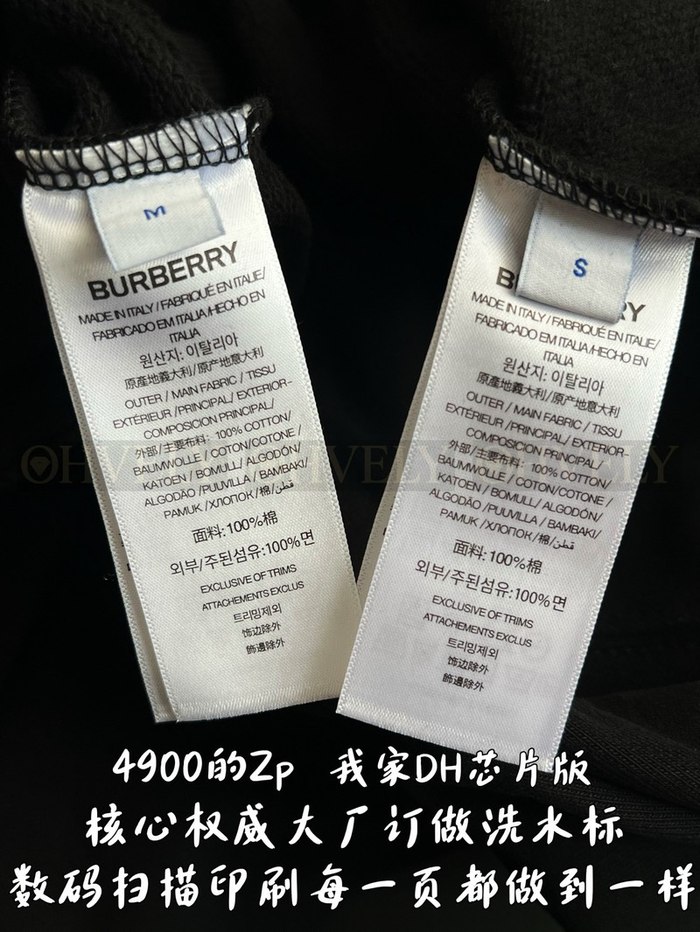 M
BURBERRY
MADE IN ITALY / FABRIQUÉ EN ITALIE/
FABRICADO EM ITALIA/HECHO EN
ITALIA
원산지: 이탈리아
原產地義大利/原产地意大利
OUTER / MAIN FABRIC / TISSU
EXTÉRIEUR /PRINCIPAL/ EXTERIOR-
COMPOSICION PRINCIPAL/
外部/主要布料: 100% COTTON/
BAUMWOLLE / COTON/COTONE /
KATOEN / BOMULL/ ALGODÓN/
ALGODÃO /PUUVILLA / BAMBAKI/
PAMUK /ХЛОПОК/棉/قطن
面料:100%棉
외부/주된섬유:100%면
EXCLUSIVE OF TRIMS
ATTACHEMENTS EXCLUS
트리밍제외
饰边除外
飾邊除外
S
B RY
MADE IN ITALY / FABRIQUÉ EN ITALIE/
FABRICADO EM ITALIA/HECHO EN
ITALIA
원산지: 이탈리아
原產地義大利/原产地意大利
OUTER / MAIN FABRIC / TISSU
EXTÉRIEUR /PRINCIPAL/ EXTERIOR-
COMPOSICION PRINCIPAL/
外部/主要布料: 100% COTTON/
BAUMWOLLE / COTON/COTONE /
KATOEN / BOMULL/ ALGODÓN/
ALGODÃO /PUUVILLA / BAMBAKI/
PAMUK /ХЛОПОК/棉/قطن
面料:100%棉
외부/주된섬유:100%면
EXCLUSIVE OF TRIMS
ATTACHEMENTS EXCLUS
트리밍제외
饰边除外
飾邊除外
4900的Zp 我家DH芯片版
核心权威大厂订做洗水标
数码扫描印刷每一页都做到一样